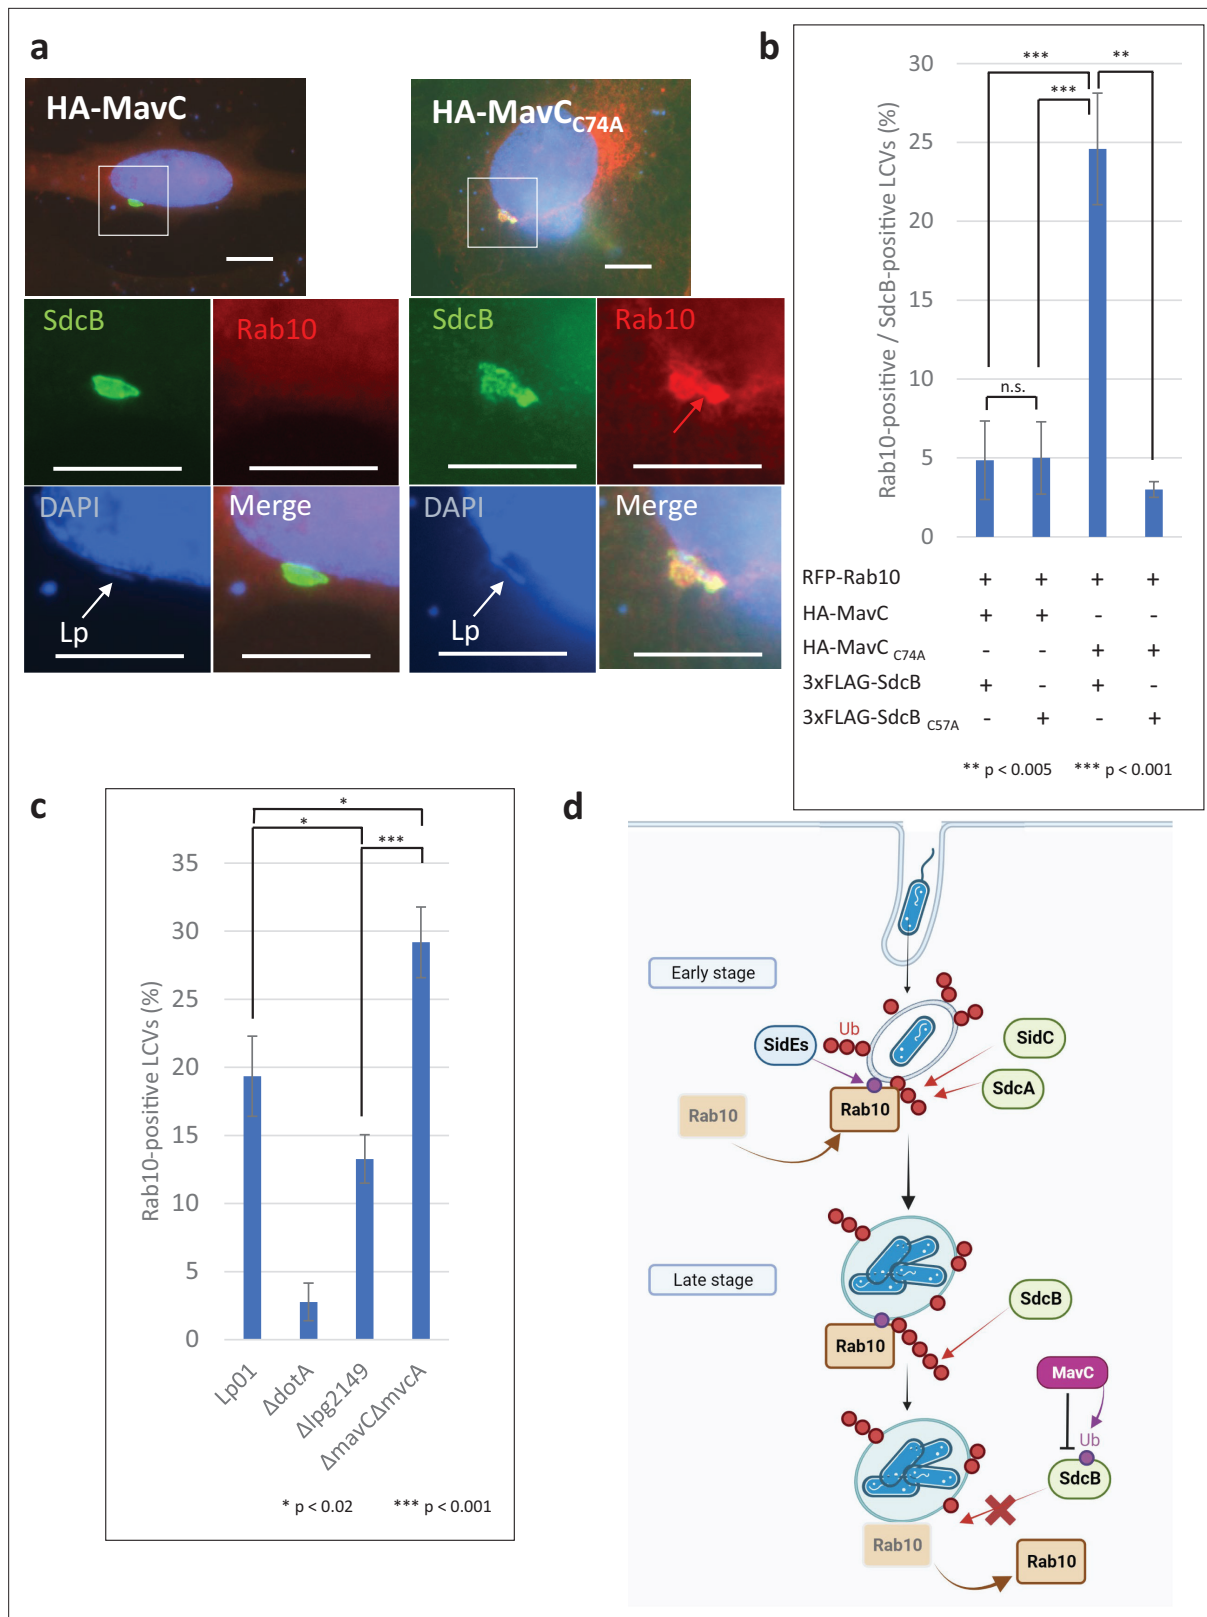 a
HA-MavC
HA-MavC C74A
SdcB
Rab10
SdcB
Rab10
DAPI
Merge
DAPI
Merge
Lp
Lp
b
Rab10-positive / SdcB-positive LCVs (%)
30
25
20
15
10
5
0
***
**
***
n.s.
RFP-Rab10 + + + +
HA-MavC + + - -
HA-MavC C74A - - + +
3xFLAG-SdcB + - + -
3xFLAG-SdcB C57A - + - +
** p < 0.005 *** p < 0.001
c
Rab10-positive LCVs (%)
35
30
25
20
15
10
5
0
*
*
***
Lp01
ΔdotA
Δlpg2149
ΔmavCΔmvcA
* p < 0.02 *** p < 0.001
d
Early stage
Ub
SidEs
SidC
SdcA
Rab10
Rab10
Late stage
SdcB
Rab10
MavC
Ub
SdcB
Rab10
Rab10